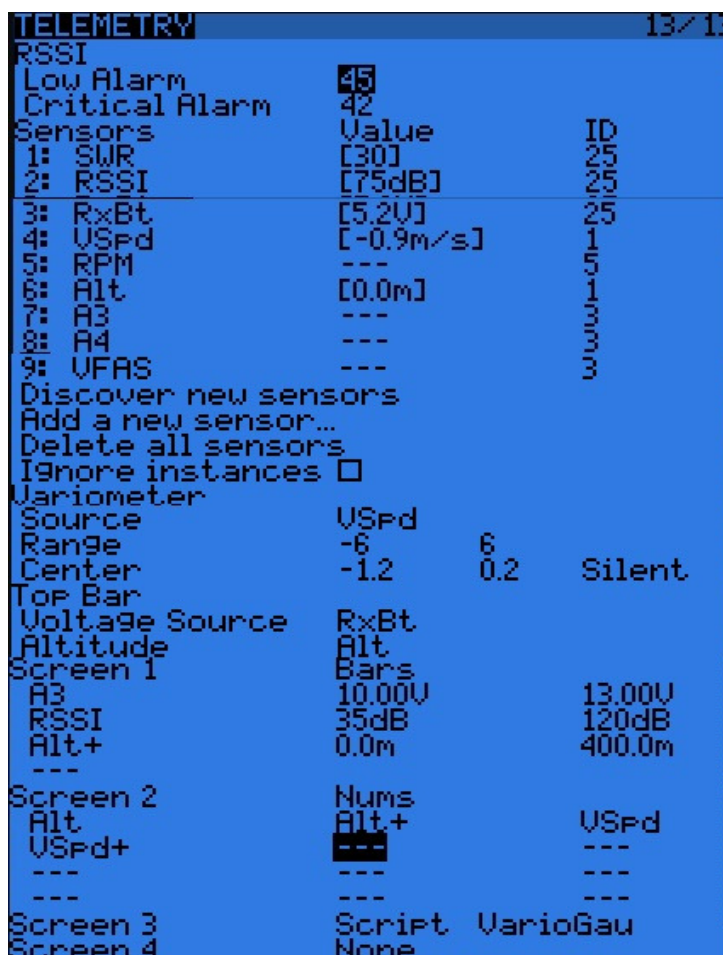 TELEMETRY 13/13
RSSI
Low Alarm 45
Critical Alarm 42
Sensors Value ID
1: SWR [30] 25
2: RSSI [75dB] 25
3: RxBt [5.2V] 25
4: VSpd [-0.9m/s] 1
5: RPM --- 5
6: Alt [0.0m] 1
7: A3 --- 3
8: A4 --- 3
9: VFAS --- 3
Discover new sensors
Add a new sensor...
Delete all sensors
Ignore instances
Variometer
Source VSpd
Range -6 6
Center -1.2 0.2 Silent
Top Bar
Voltage Source RxBt
Altitude Alt
Screen 1 Bars
A3 10.00V 13.00V
RSSI 35dB 120dB
Alt+ 0.0m 400.0m
---
Screen 2 Nums
Alt Alt+ VSpd
VSpd+ --- ---
--- --- ---
--- --- ---
Screen 3 Script VarioGau
Screen 4 None